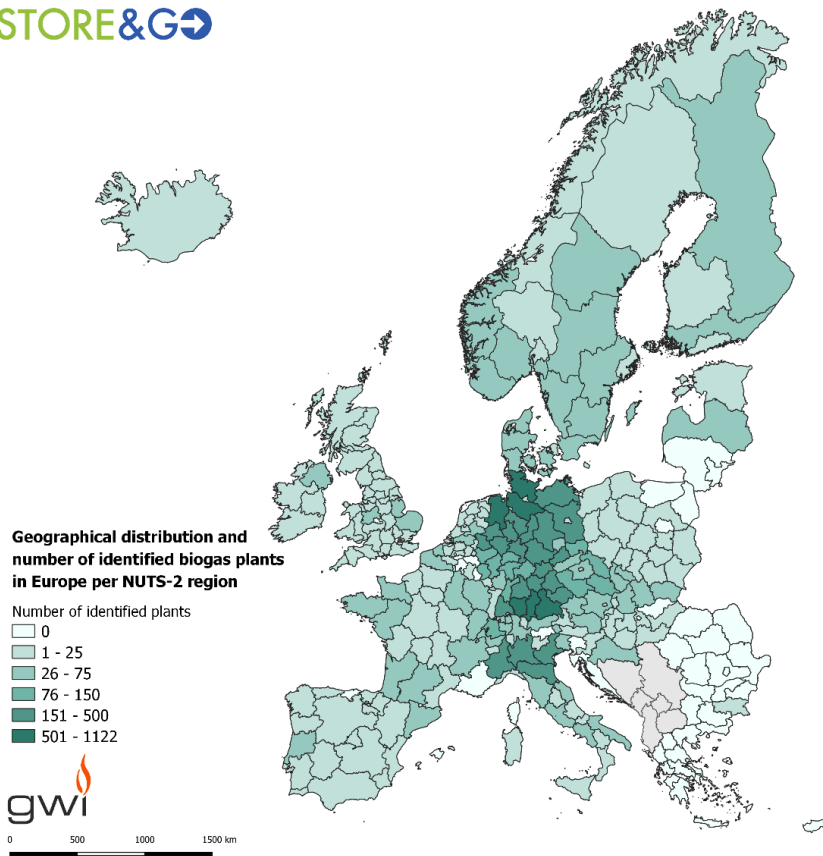 STORE&GO
Geographical distribution and
number of identified biogas plants
in Europe per NUTS-2 region
Number of identified plants
0
1 - 25
26 - 75
76 - 150
151 - 500
501 - 1122
gwi
0 500 1000 1500 km